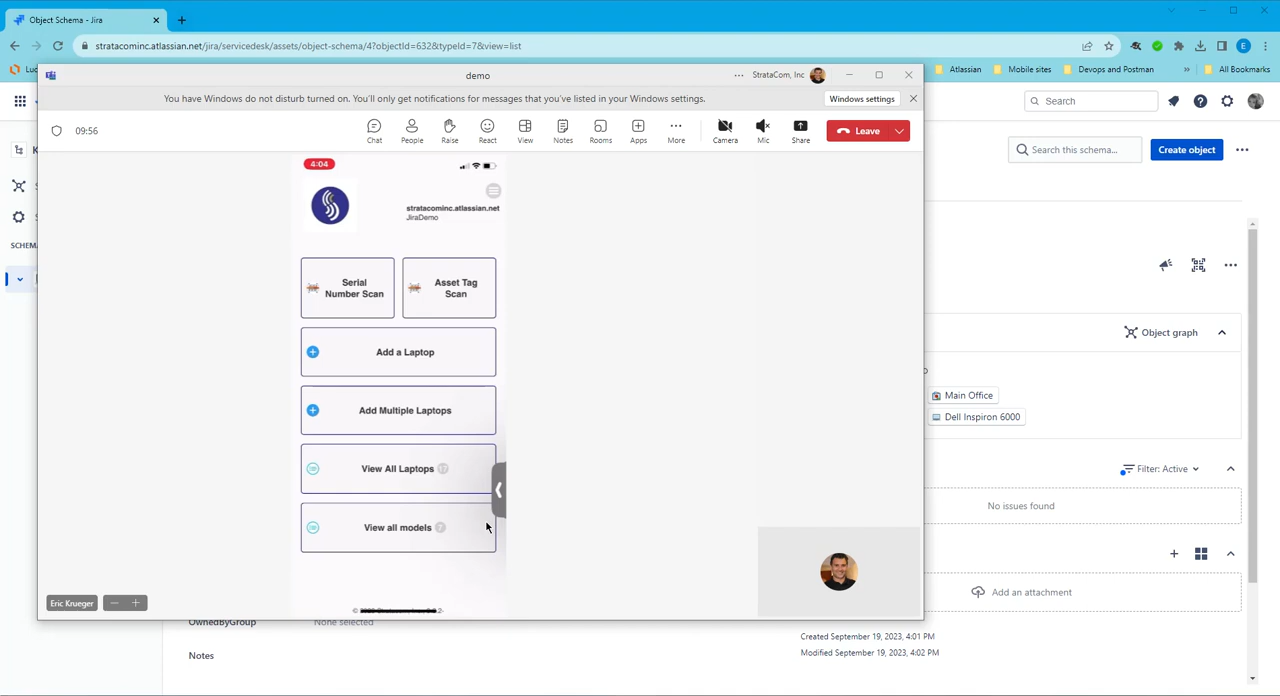 Object Schema - Jira
stratacominc.atlassian.net/jira/servicedesk/assets/object-schema/4?objectId=632&typeId=7&view=list
E
Atlassian
Mobile sites
Devops and Postman
»
All Bookmarks
demo
StrataCom, Inc
You have Windows do not disturb turned on. You'll only get notifications for messages that you've listed in your Windows settings.
Windows settings
09:56
Chat
People
Raise
React
View
Notes
Rooms
Apps
More
Camera
Mic
Share
Leave
Search
Search this schema...
Create object
4:04
stratacominc.atlassian.net
JiraDemo
Serial
Number Scan
Asset Tag
Scan
Add a Laptop
Add Multiple Laptops
View All Laptops 17
View all models 7
Eric Krueger
Object graph
Main Office
Dell Inspiron 6000
Filter: Active
No issues found
Add an attachment
OwnedByGroup
None selected
Notes
Created September 19, 2023, 4:01 PM
Modified September 19, 2023, 4:02 PM